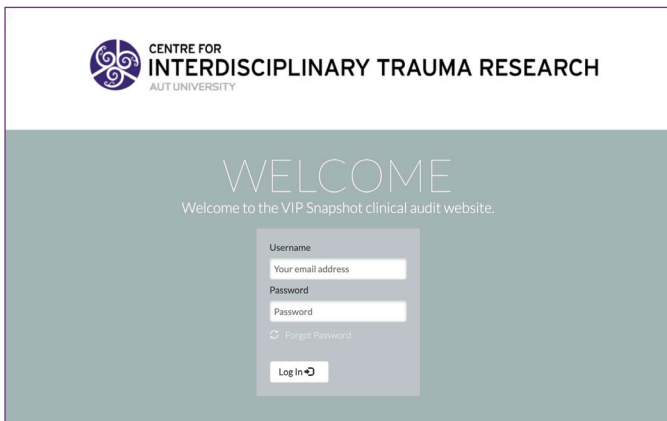 CENTRE FOR
INTERDISCIPLINARY TRAUMA RESEARCH
AUT UNIVERSITY
WELCOME
Welcome to the VIP Snapshot clinical audit website.
Username
Your email address
Password
Password
Forgot Password
Log In